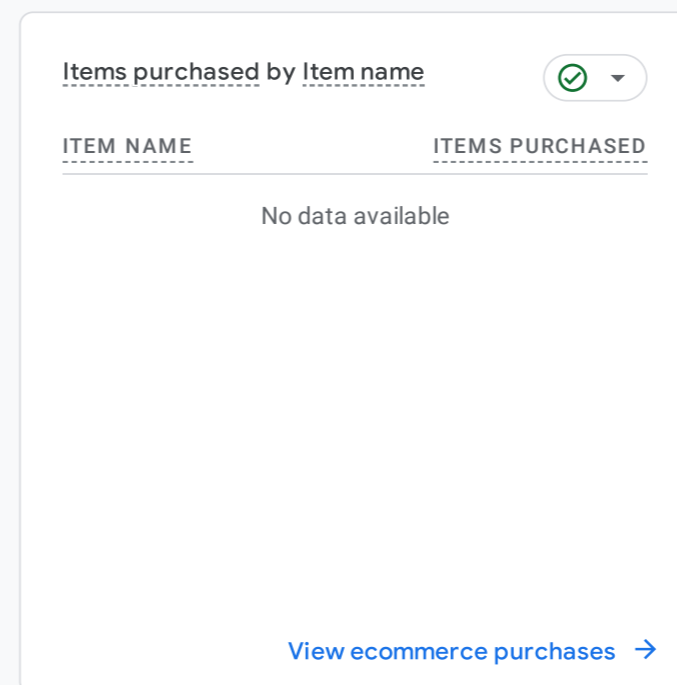 Items purchased by Item name
ITEM NAME ITEMS PURCHASED
No data available
View ecommerce purchases